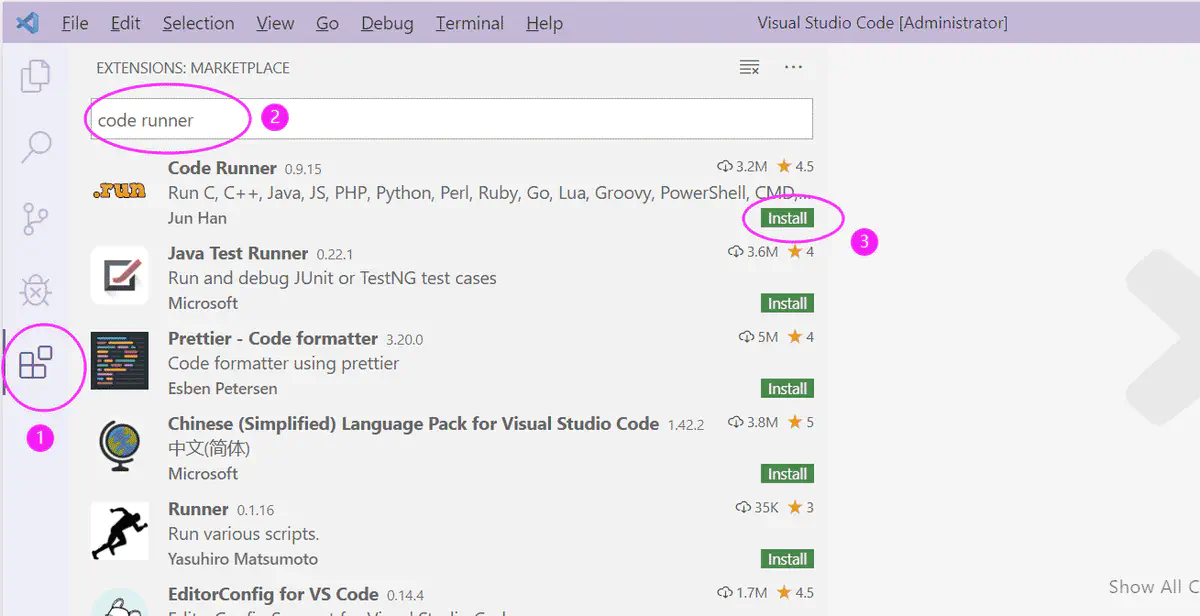 File Edit Selection View Go Debug Terminal Help Visual Studio Code [Administrator]
EXTENSIONS: MARKETPLACE
code runner 2
Code Runner 0.9.15 3.2M 4.5
.run Run C, C++, Java, JS, PHP, Python, Perl, Ruby, Go, Lua, Groovy, PowerShell, CMD,...
Jun Han Install
3
Java Test Runner 0.22.1 3.6M 4
Run and debug JUnit or TestNG test cases
Microsoft Install
Prettier - Code formatter 3.20.0 5M 4
Code formatter using prettier
Esben Petersen Install
1
Chinese (Simplified) Language Pack for Visual Studio Code 1.42.2 3.8M 5
中文(简体)
Microsoft Install
Runner 0.1.16 35K 3
Run various scripts.
Yasuhiro Matsumoto Install
EditorConfig for VS Code 0.14.4 1.7M 4.5
Show All C
EditorConfig Support for Visual Studio Code